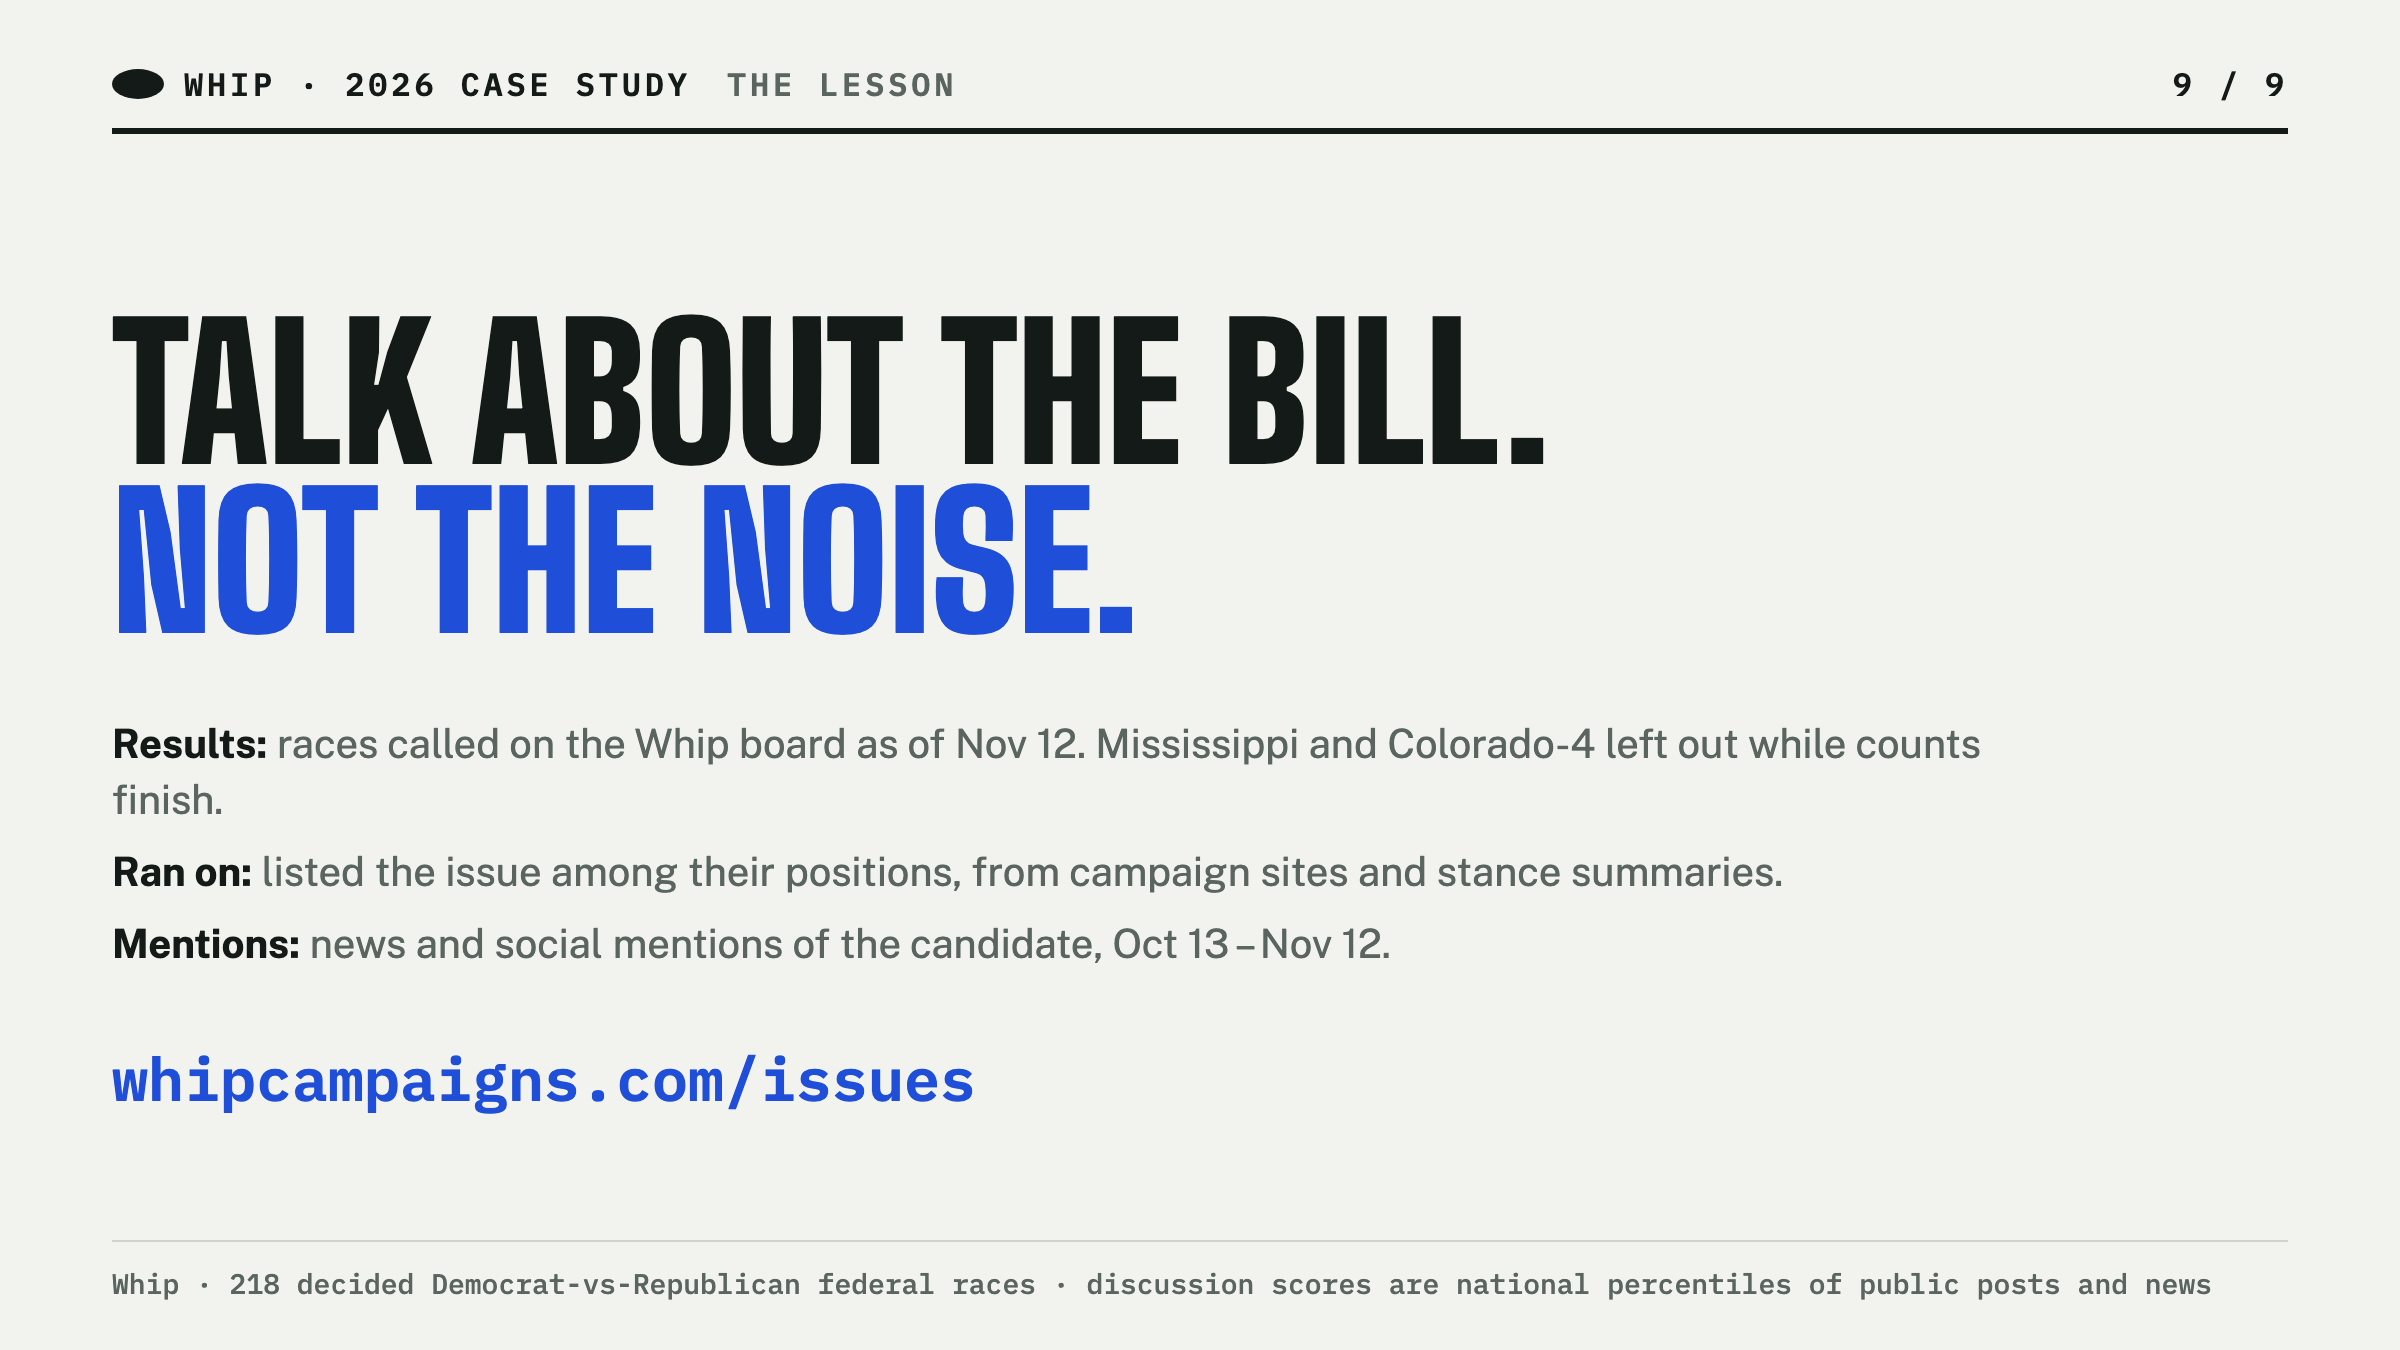 WHIP · 2026 CASE STUDY THE LESSON
9 / 9
TALK ABOUT THE BILL.
NOT THE NOISE.
Results: races called on the Whip board as of Nov 12. Mississippi and Colorado-4 left out while counts
finish.
Ran on: listed the issue among their positions, from campaign sites and stance summaries.
Mentions: news and social mentions of the candidate, Oct 13 – Nov 12.
whipcampaigns.com/issues
Whip · 218 decided Democrat-vs-Republican federal races · discussion scores are national percentiles of public posts and news